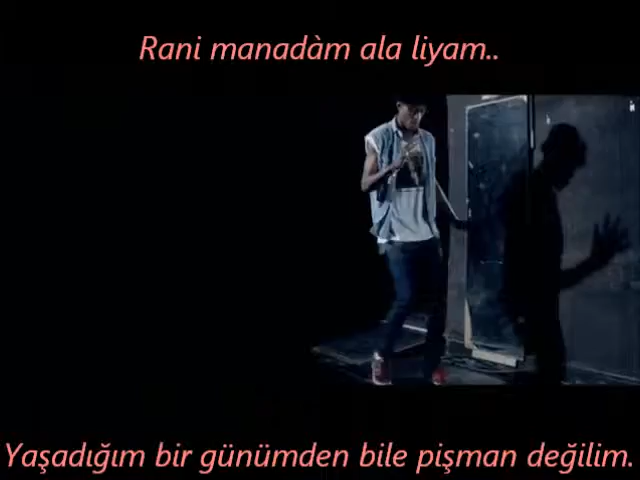 Rani manadàm ala liyam..
Yaşadığım bir günümden bile pişman değilim.